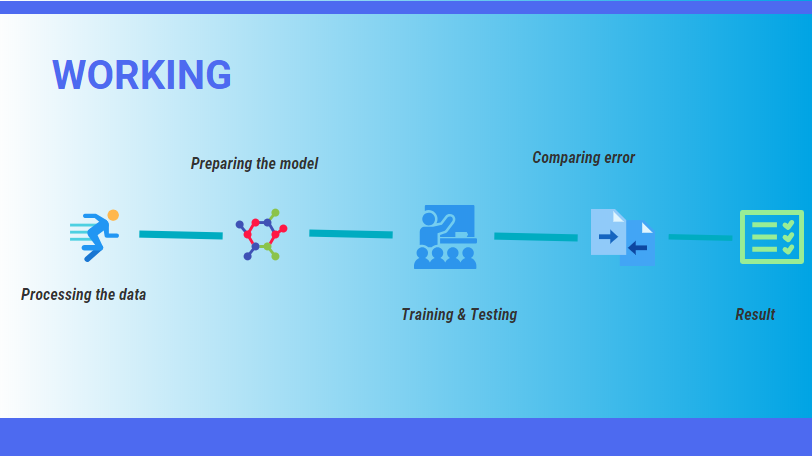 WORKING
Preparing the model
Comparing error
Processing the data
Training & Testing
Result